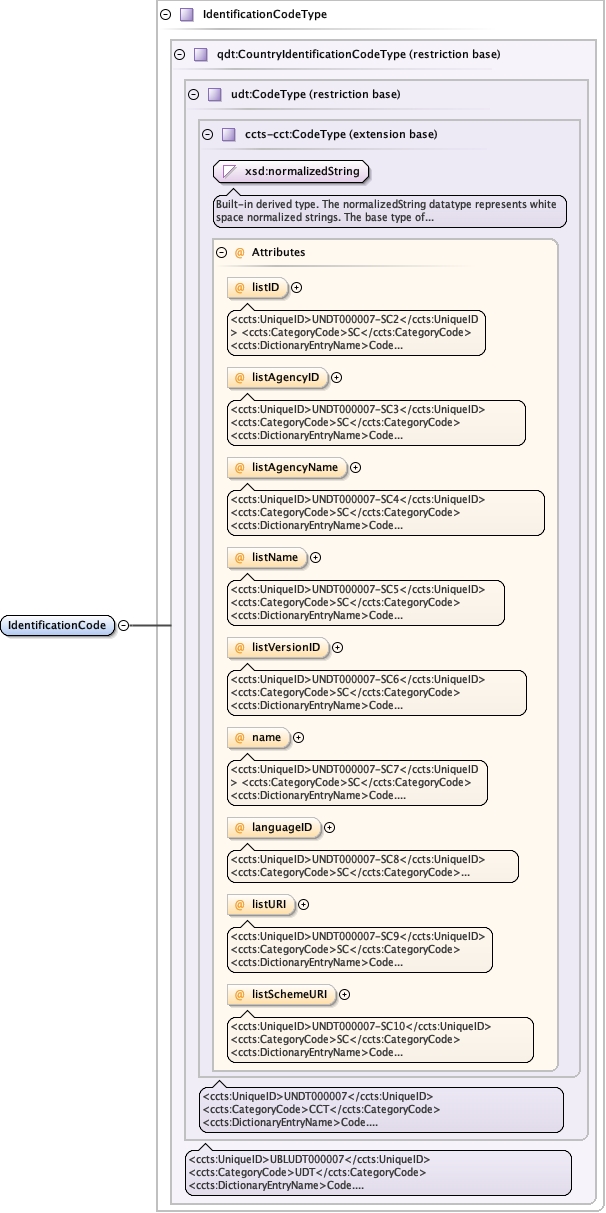 IdentificationCodeType
qdt:CountryIdentificationCodeType (restriction base)
udt:CodeType (restriction base)
ccts-cct:CodeType (extension base)
xsd:normalizedString
Built-in derived type. The normalizedString datatype represents white
space normalized strings. The base type of...
@ Attributes
@ listID
<ccts:UniqueID>UNDT000007-SC2</ccts:UniqueID
> <ccts:CategoryCode>SC</ccts:CategoryCode>
<ccts:DictionaryEntryName>Code...
@ listAgencyID
<ccts:UniqueID>UNDT000007-SC3</ccts:UniqueID>
<ccts:CategoryCode>SC</ccts:CategoryCode>
<ccts:DictionaryEntryName>Code...
@ listAgencyName
<ccts:UniqueID>UNDT000007-SC4</ccts:UniqueID>
<ccts:CategoryCode>SC</ccts:CategoryCode>
<ccts:DictionaryEntryName>Code...
@ listName
<ccts:UniqueID>UNDT000007-SC5</ccts:UniqueID>
<ccts:CategoryCode>SC</ccts:CategoryCode>
<ccts:DictionaryEntryName>Code...
IdentificationCode
@ listVersionID
<ccts:UniqueID>UNDT000007-SC6</ccts:UniqueID>
<ccts:CategoryCode>SC</ccts:CategoryCode>
<ccts:DictionaryEntryName>Code...
@ name
<ccts:UniqueID>UNDT000007-SC7</ccts:UniqueID
> <ccts:CategoryCode>SC</ccts:CategoryCode>
<ccts:DictionaryEntryName>Code....
@ languageID
<ccts:UniqueID>UNDT000007-SC8</ccts:UniqueID>
<ccts:CategoryCode>SC</ccts:CategoryCode>...
@ listURI
<ccts:UniqueID>UNDT000007-SC9</ccts:UniqueID>
<ccts:CategoryCode>SC</ccts:CategoryCode>
<ccts:DictionaryEntryName>Code...
@ listSchemeURI
<ccts:UniqueID>UNDT000007-SC10</ccts:UniqueID>
<ccts:CategoryCode>SC</ccts:CategoryCode>
<ccts:DictionaryEntryName>Code...
<ccts:UniqueID>UNDT000007</ccts:UniqueID>
<ccts:CategoryCode>CCT</ccts:CategoryCode>
<ccts:DictionaryEntryName>Code....
<ccts:UniqueID>UBLUDT000007</ccts:UniqueID>
<ccts:CategoryCode>UDT</ccts:CategoryCode>
<ccts:DictionaryEntryName>Code....